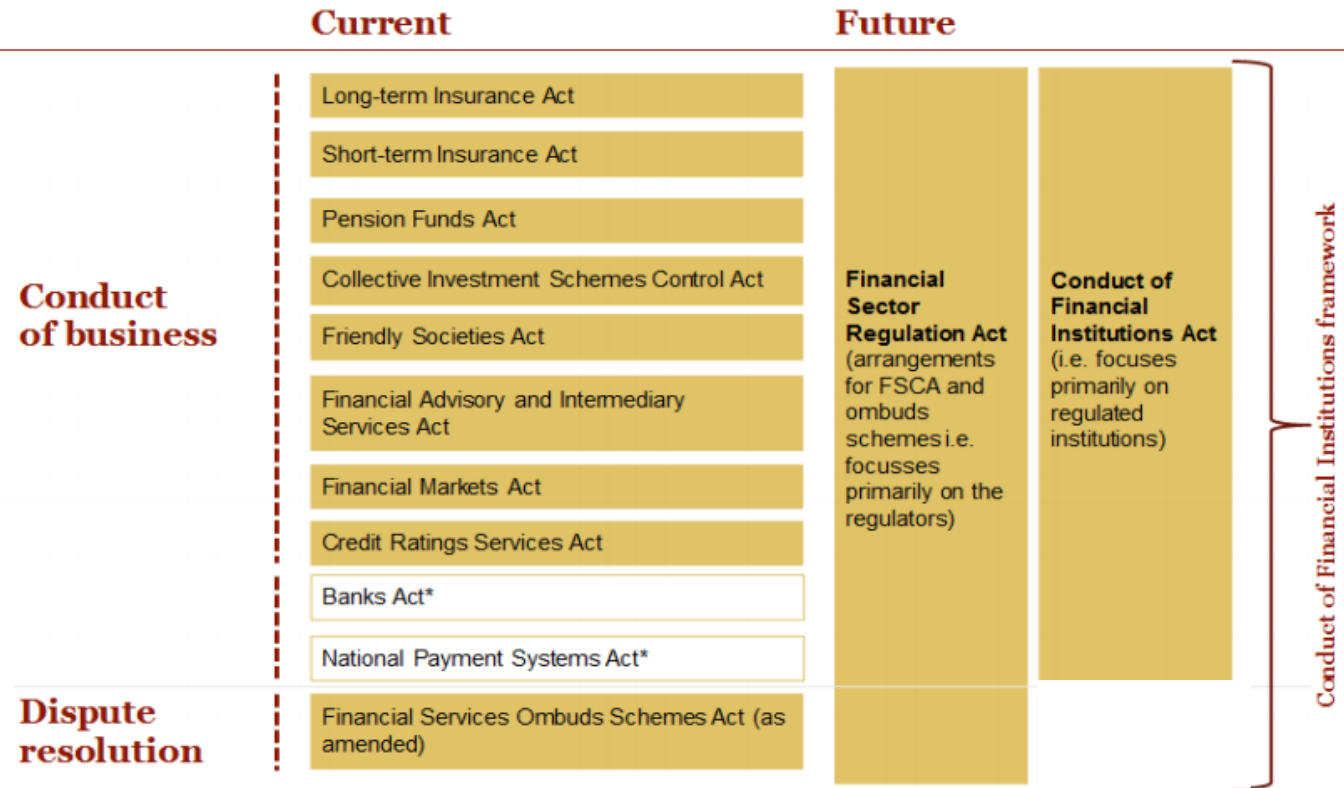 Current
Future
Conduct
of business
Long-term Insurance Act
Short-term Insurance Act
Pension Funds Act
Collective Investment Schemes Control Act
Friendly Societies Act
Financial Advisory and Intermediary
Services Act
Financial Markets Act
Credit Ratings Services Act
Banks Act*
National Payment Systems Act*
Dispute
resolution
Financial Services Ombuds Schemes Act (as
amended)
Financial
Sector
Regulation Act
(arrangements
for FSCA and
ombuds
schemes i.e.
focusses
primarily on the
regulators)
Conduct of
Financial
Institutions Act
(i.e. focuses
primarily on
regulated
institutions)
Conduct of Financial Institutions framework